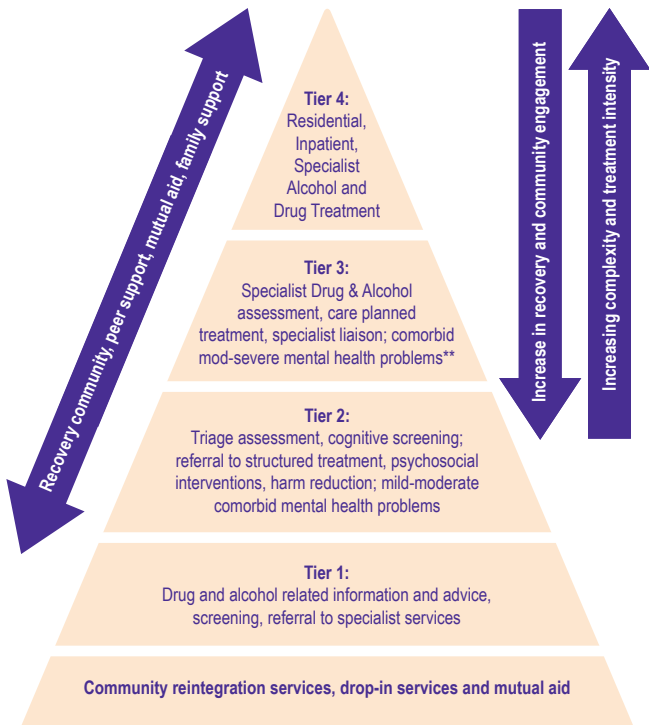 Recovery community, peer support, mutual aid, family support
Tier 4:
Residential,
Inpatient,
Specialist
Alcohol and
Drug Treatment
Increase in recovery and community engagement
Increasing complexity and treatment intensity
Tier 3:
Specialist Drug & Alcohol
assessment, care planned
treatment, specialist liaison; comorbid
mod-severe mental health problems**
Tier 2:
Triage assessment, cognitive screening;
referral to structured treatment, psychosocial
interventions, harm reduction; mild-moderate
comorbid mental health problems
Tier 1:
Drug and alcohol related information and advice,
screening, referral to specialist services
Community reintegration services, drop-in services and mutual aid